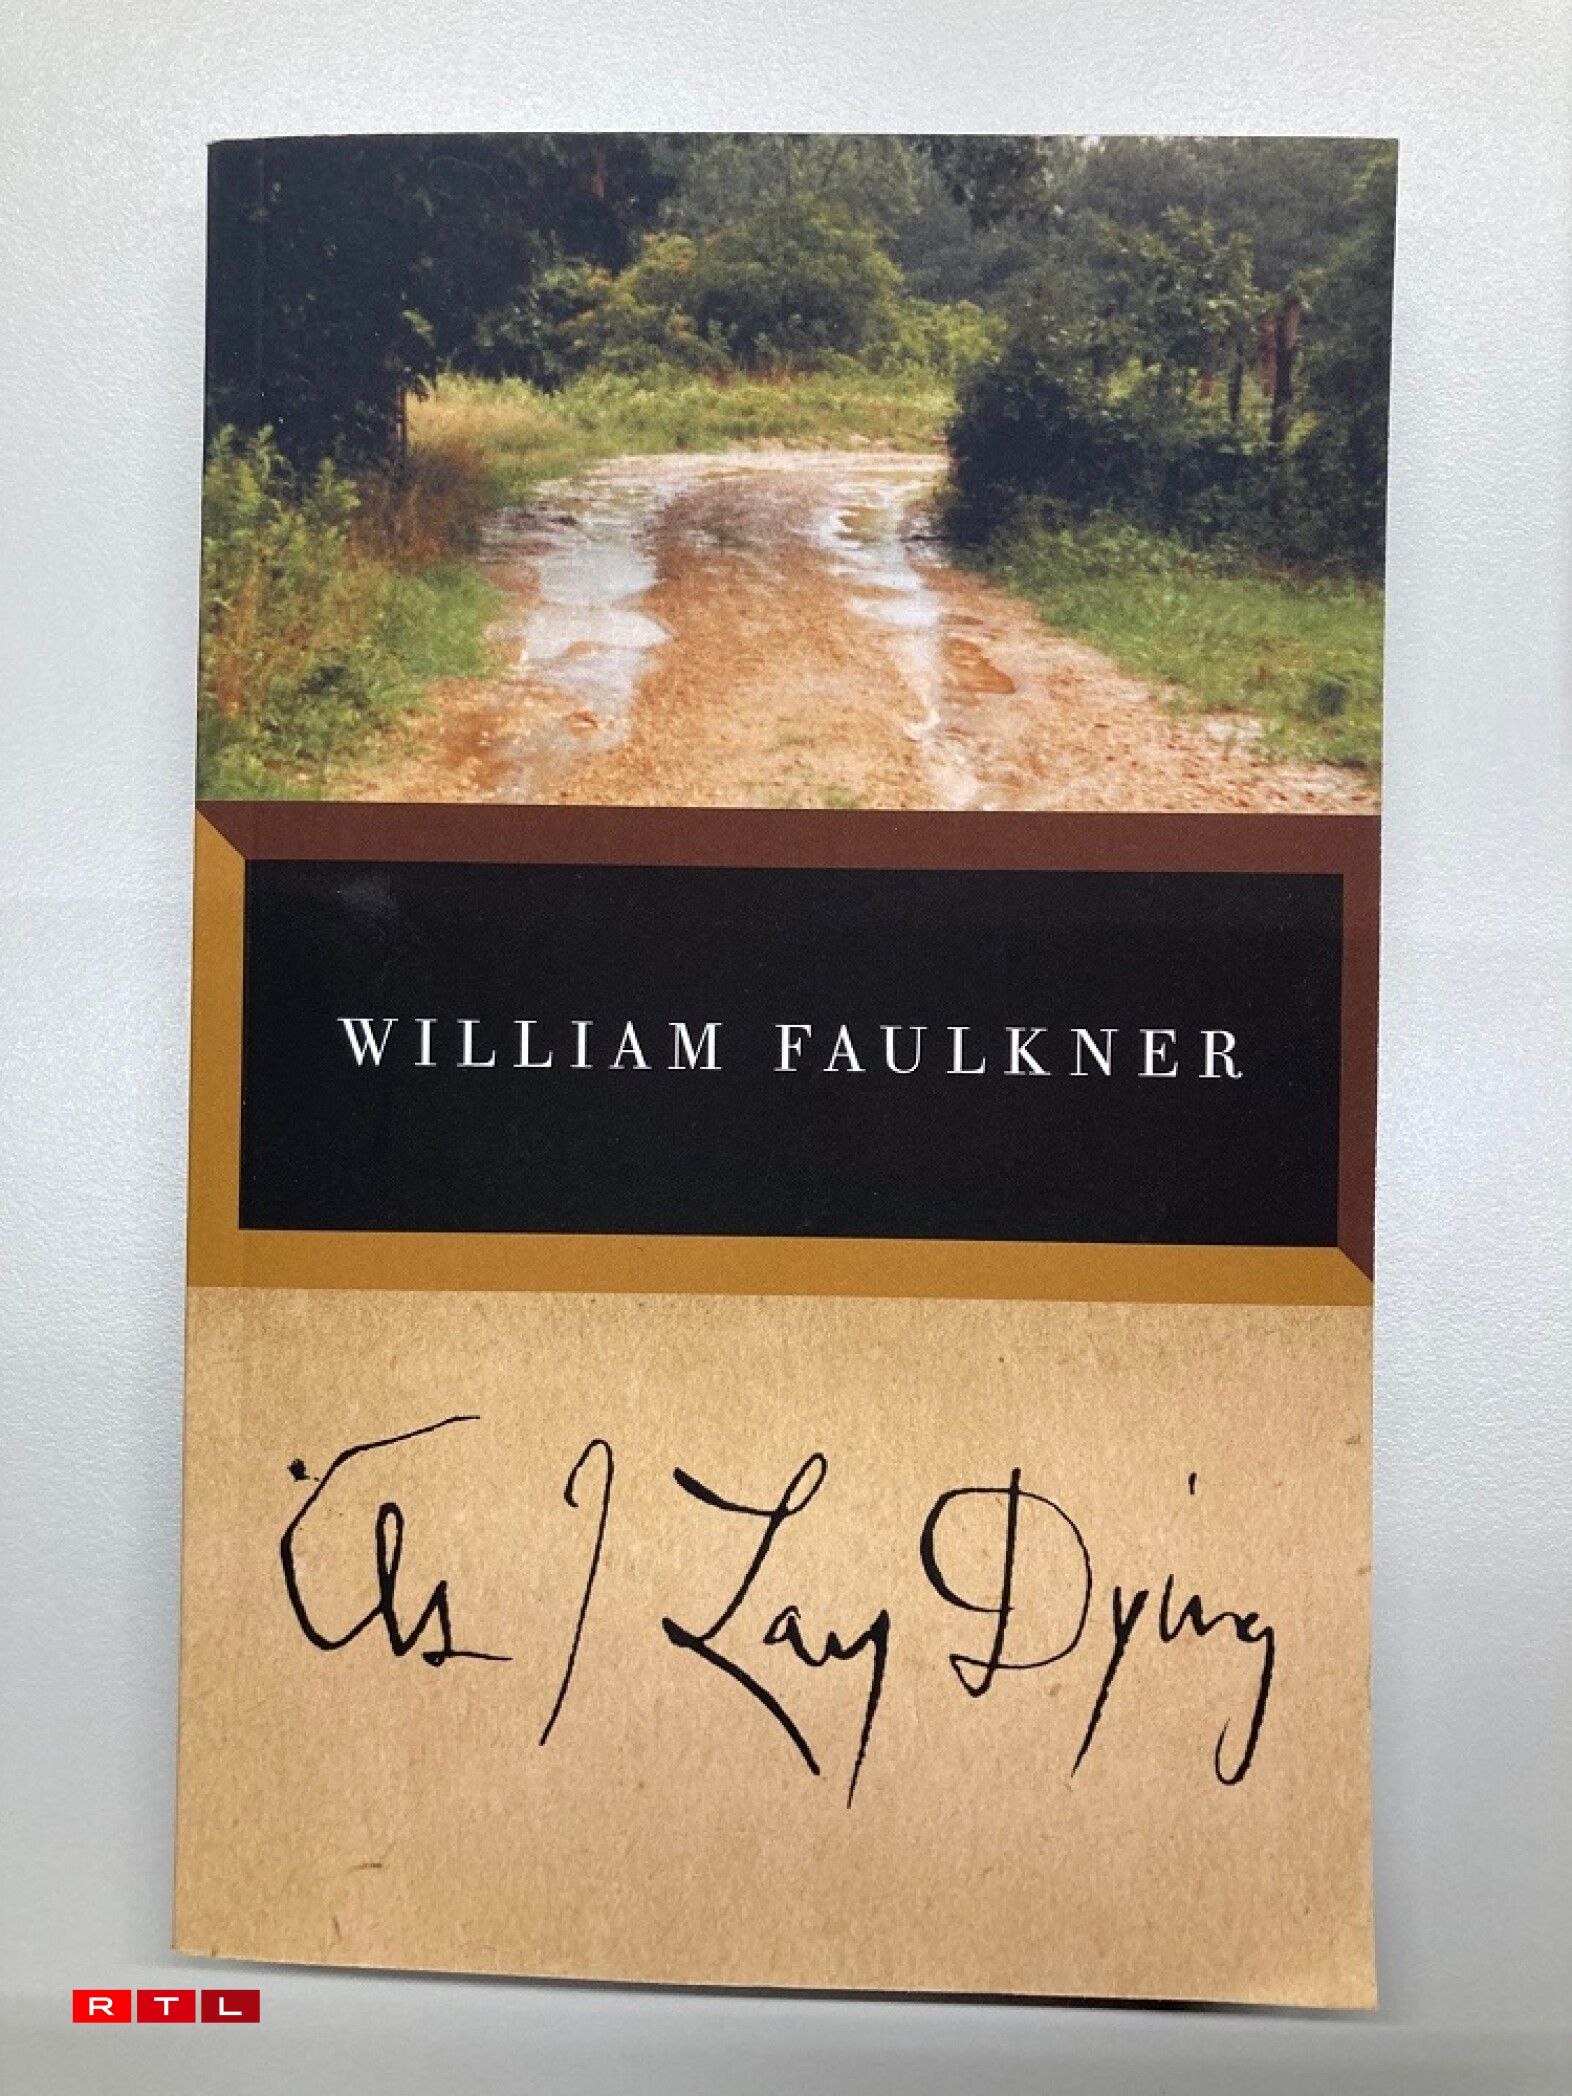 WILLIAM FAULKNER
As I Lay Dying
RTL